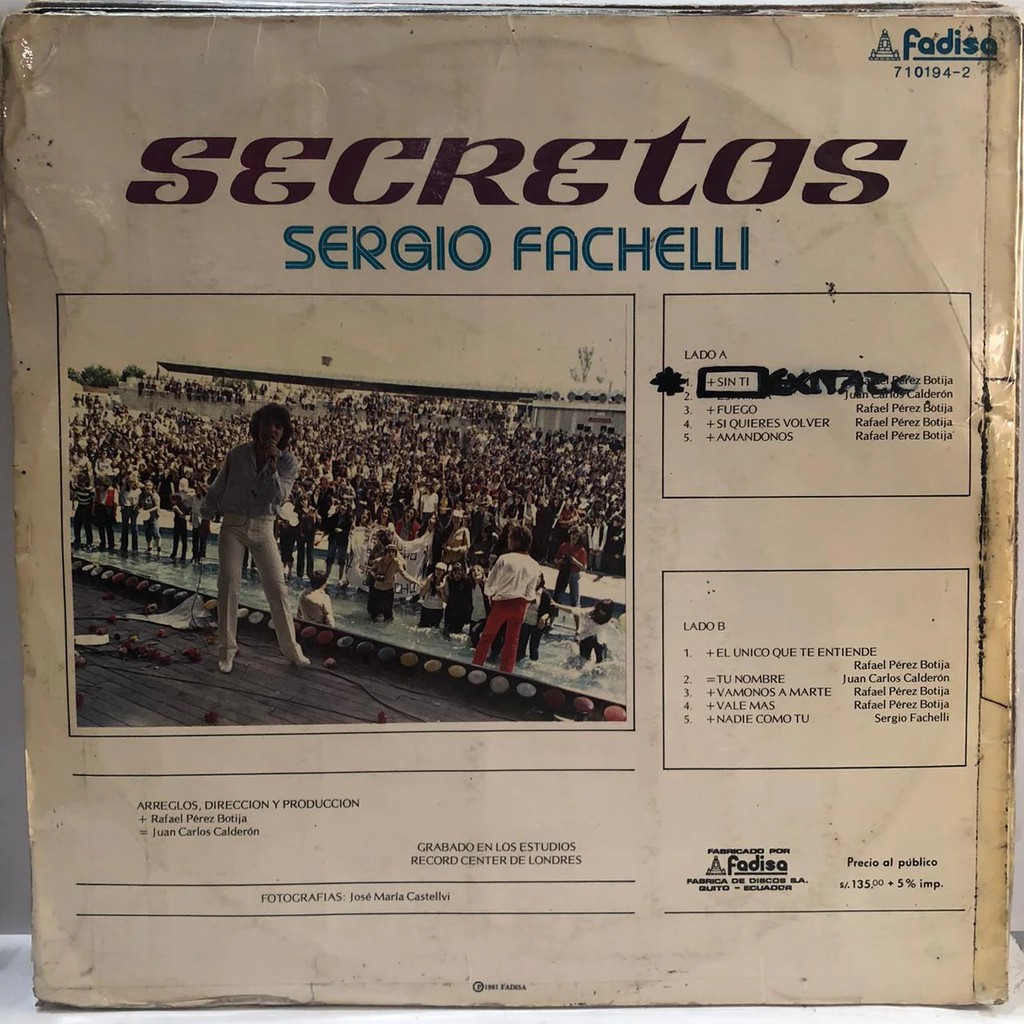 fadisa
710194-2
SECRETOS
SERGIO FACHELLI
LADO A
1. +SIN TI Rafael Pérez Botija
2. Juan Carlos Calderón
3. +FUEGO Rafael Pérez Botija
4. +SI QUIERES VOLVER Rafael Pérez Botija
5. +AMANDONOS Rafael Pérez Botija
LADO B
1. +EL UNICO QUE TE ENTIENDE
Rafael Pérez Botija
2. =TU NOMBRE Juan Carlos Calderón
3. +VAMONOS A MARTE Rafael Pérez Botija
4. +VALE MAS Rafael Pérez Botija
5. +NADIE COMO TU Sergio Fachelli
ARREGLOS, DIRECCION Y PRODUCCION
+ Rafael Pérez Botija
= Juan Carlos Calderón
GRABADO EN LOS ESTUDIOS
RECORD CENTER DE LONDRES
FOTOGRAFIAS: José María Castellvi
FABRICADO POR
fadisa
FABRICA DE DISCOS S.A.
QUITO - ECUADOR
Precio al público
s/. 135,00 + 5% imp.
℗1981 FADISA